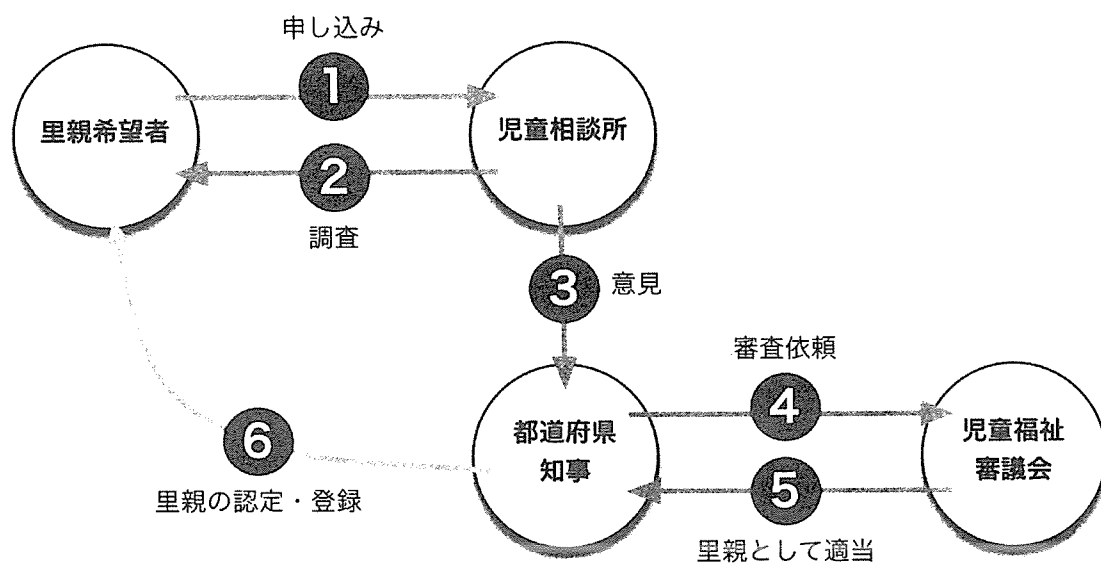 申し込み
1
里親希望者
児童相談所
2
調査
3
意見
審査依頼
4
都道府県
知事
児童福祉
審議会
5
里親として適当
6
里親の認定・登録